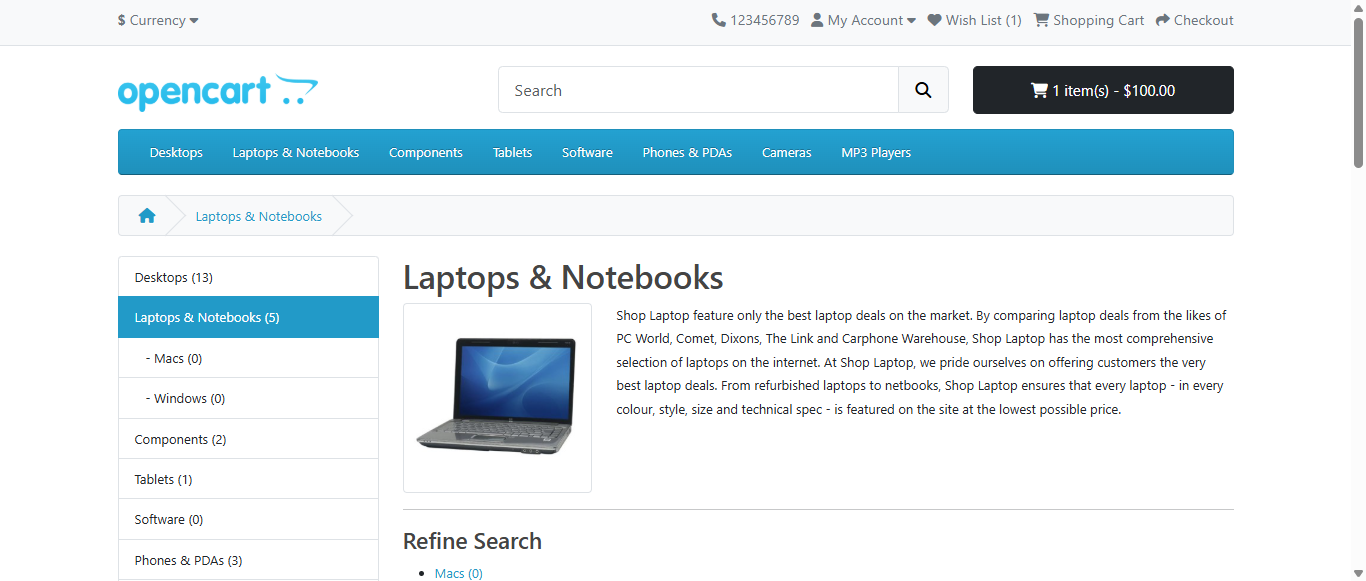 $ Currency
123456789 My Account Wish List (1) Shopping Cart Checkout
opencart
Search
1 item(s) - $100.00
Desktops Laptops & Notebooks Components Tablets Software Phones & PDAs Cameras MP3 Players
Laptops & Notebooks
Desktops (13)
Laptops & Notebooks (5)
- Macs (0)
- Windows (0)
Components (2)
Tablets (1)
Software (0)
Phones & PDAs (3)
Laptops & Notebooks
Shop Laptop feature only the best laptop deals on the market. By comparing laptop deals from the likes of
PC World, Comet, Dixons, The Link and Carphone Warehouse, Shop Laptop has the most comprehensive
selection of laptops on the internet. At Shop Laptop, we pride ourselves on offering customers the very
best laptop deals. From refurbished laptops to netbooks, Shop Laptop ensures that every laptop - in every
colour, style, size and technical spec - is featured on the site at the lowest possible price.
Refine Search
Macs (0)